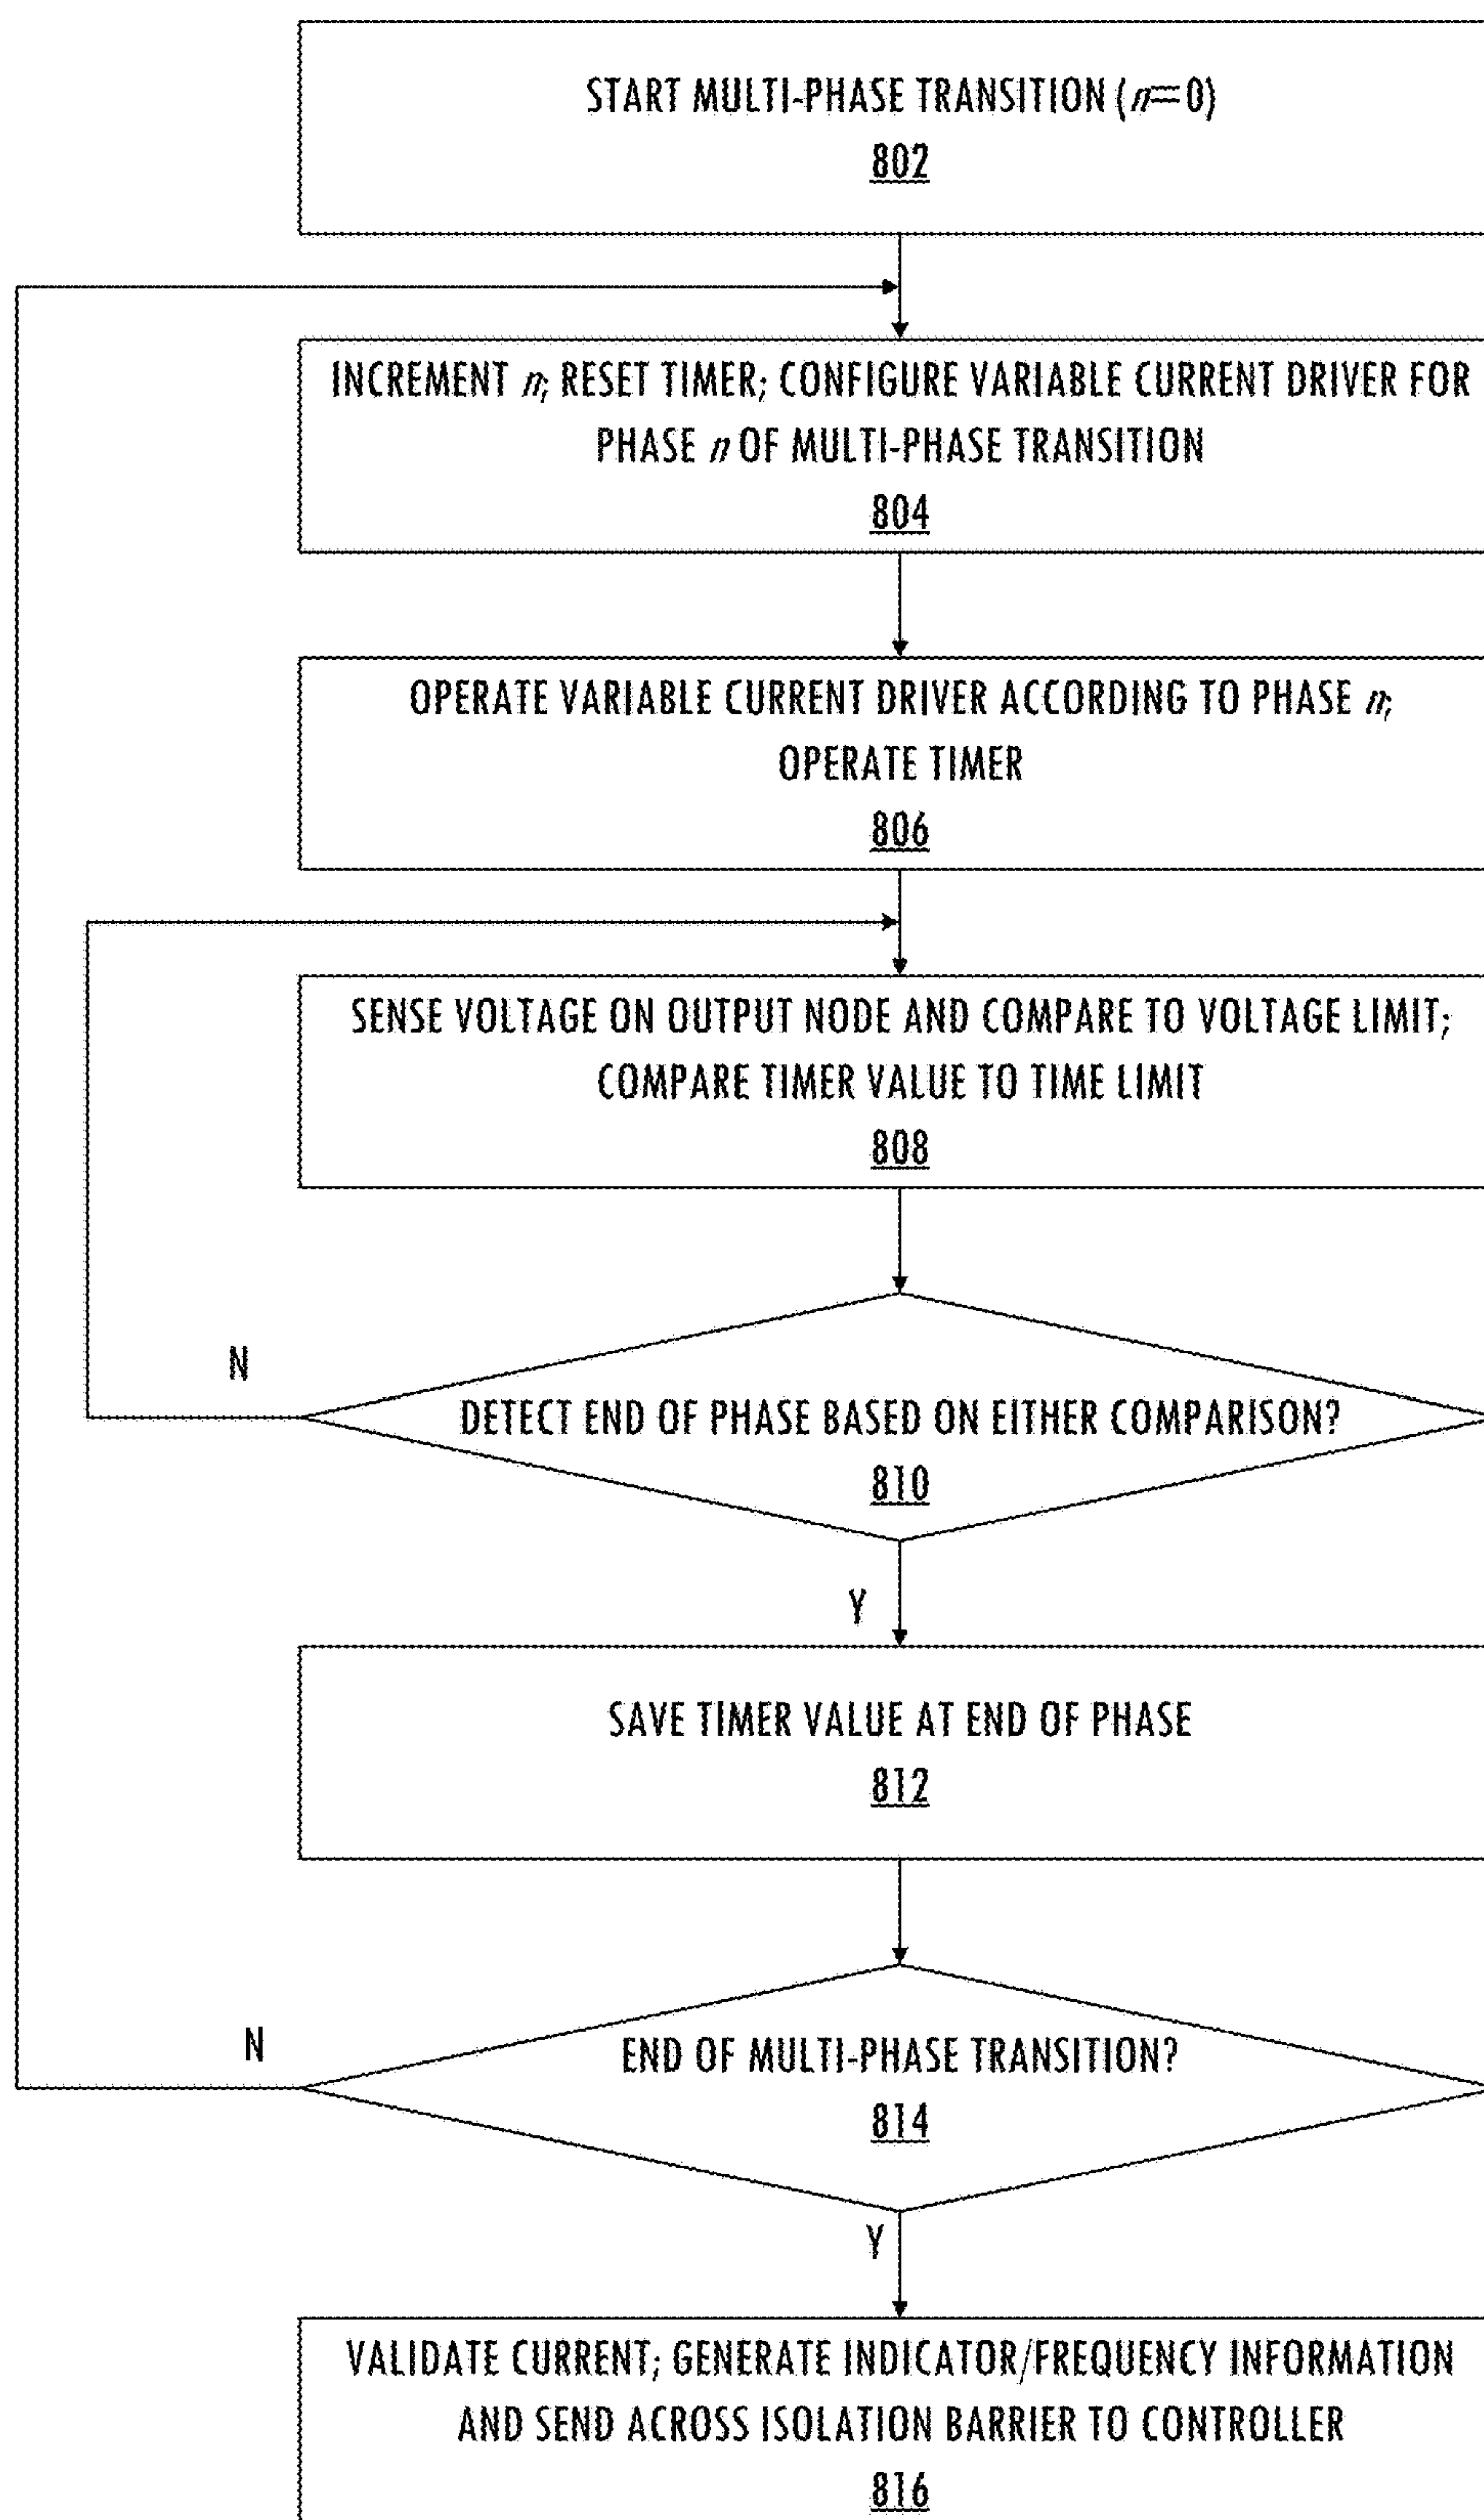 START MULTI-PHASE TRANSITION (n=0)
802
INCREMENT n; RESET TIMER; CONFIGURE VARIABLE CURRENT DRIVER FOR
PHASE n OF MULTI-PHASE TRANSITION
804
OPERATE VARIABLE CURRENT DRIVER ACCORDING TO PHASE n;
OPERATE TIMER
806
SENSE VOLTAGE ON OUTPUT NODE AND COMPARE TO VOLTAGE LIMIT;
COMPARE TIMER VALUE TO TIME LIMIT
808
N
DETECT END OF PHASE BASED ON EITHER COMPARISON?
810
Y
SAVE TIMER VALUE AT END OF PHASE
812
N
END OF MULTI-PHASE TRANSITION?
814
Y
VALIDATE CURRENT; GENERATE INDICATOR/FREQUENCY INFORMATION
AND SEND ACROSS ISOLATION BARRIER TO CONTROLLER
816